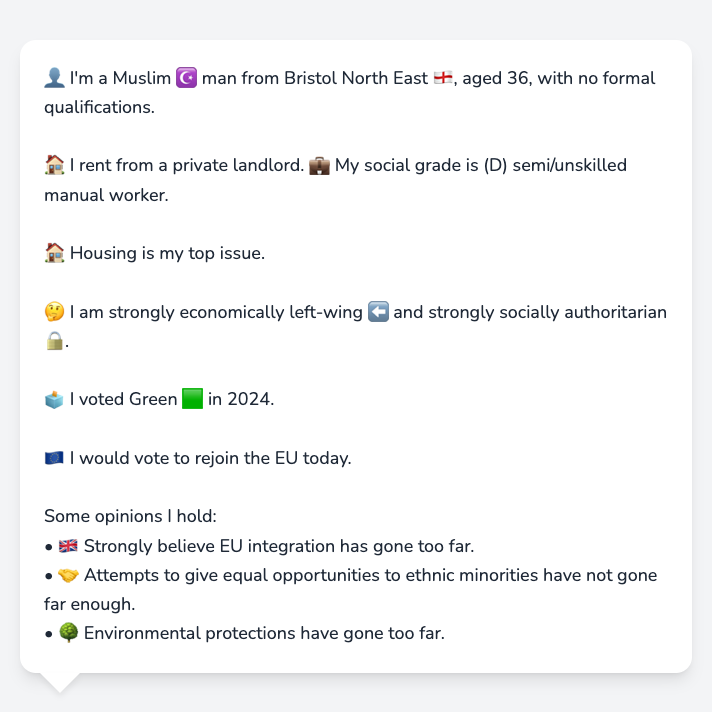 👤 I'm a Muslim ☪️ man from Bristol North East 🏴󠁧󠁢󠁥󠁮󠁧󠁿, aged 36, with no formal
qualifications.
🏠 I rent from a private landlord. 💼 My social grade is (D) semi/unskilled
manual worker.
🏠 Housing is my top issue.
🤔 I am strongly economically left-wing ⬅️ and strongly socially authoritarian
🔒.
🗳️ I voted Green 🟩 in 2024.
🇪🇺 I would vote to rejoin the EU today.
Some opinions I hold:
• 🇬🇧 Strongly believe EU integration has gone too far.
• 🤝 Attempts to give equal opportunities to ethnic minorities have not gone
far enough.
• 🌳 Environmental protections have gone too far.